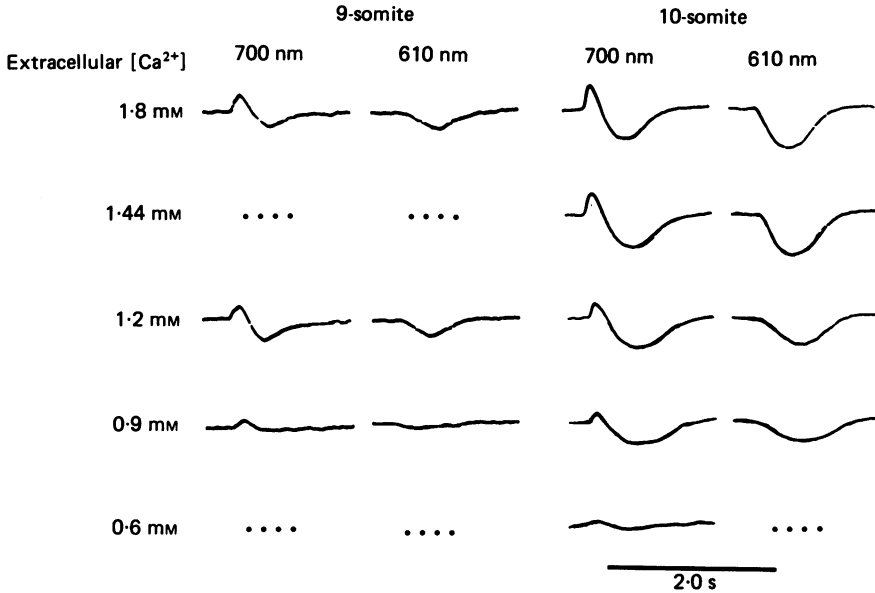 9-somite 10-somite
Extracellular [Ca²⁺] 700 nm 610 nm 700 nm 610 nm
1·8 mM
1·44 mM
1·2 mM
0·9 mM
0·6 mM
2·0 s